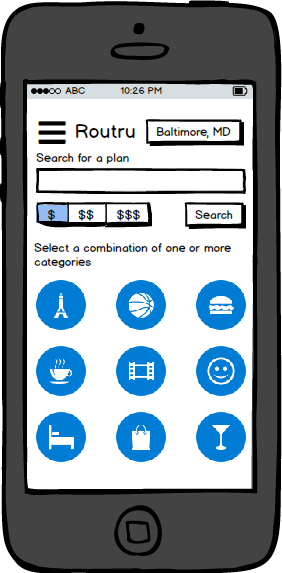 ABC 10:26 PM
Routru Baltimore, MD
Search for a plan
$ $$ $$$ Search
Select a combination of one or more
categories